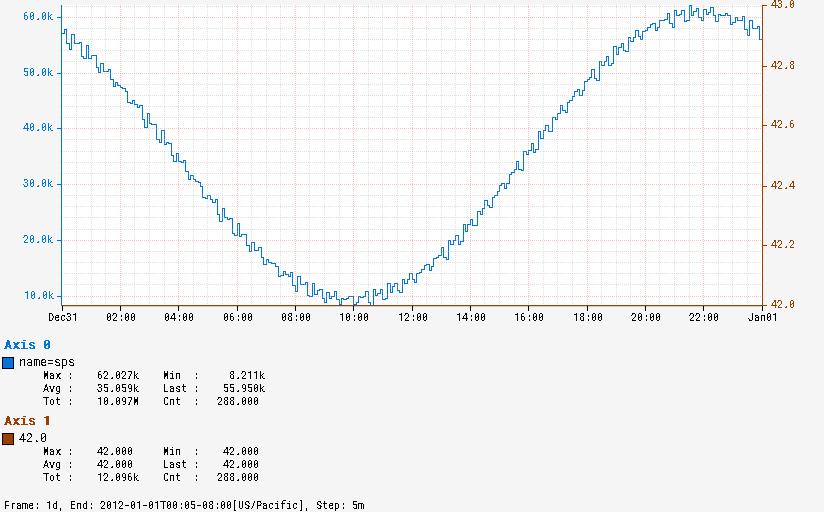 60.0k
50.0k
40.0k
30.0k
20.0k
10.0k
43.0
42.8
42.6
42.4
42.2
42.0
Dec31 02:00 04:00 06:00 08:00 10:00 12:00 14:00 16:00 18:00 20:00 22:00 Jan01
Axis 0
name=sps
Max : 62.027k Min : 8.211k
Avg : 35.059k Last : 55.950k
Tot : 10.097M Cnt : 288.000
Axis 1
42.0
Max : 42.000 Min : 42.000
Avg : 42.000 Last : 42.000
Tot : 12.096k Cnt : 288.000
Frame: 1d, End: 2012-01-01T00:05-08:00[US/Pacific], Step: 5m